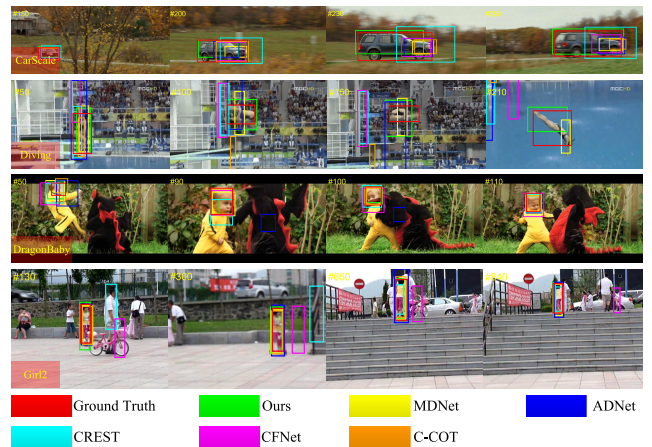 #150
#200
#230
CarScale
#50
#100
#150
#210
Diving
#50
#90
#100
#110
DragonBaby
#130
#300
#650
Girl2
Ground Truth
Ours
MDNet
ADNet
CREST
CFNet
C-COT